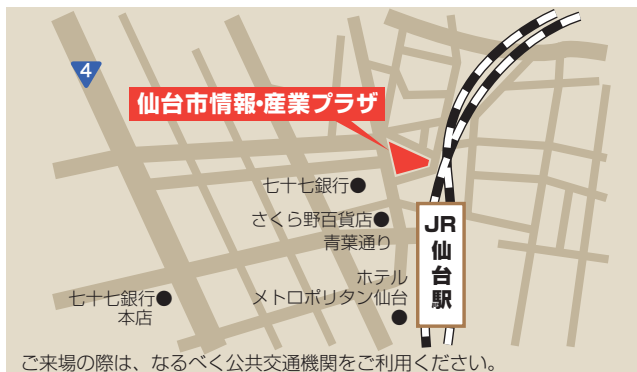 4
仙台市情報・産業プラザ
七十七銀行●
さくら野百貨店●
青葉通り
JR
仙
台
駅
ホテル
メトロポリタン仙台
●
七十七銀行●
本店
ご来場の際は、なるべく公共交通機関をご利用ください。